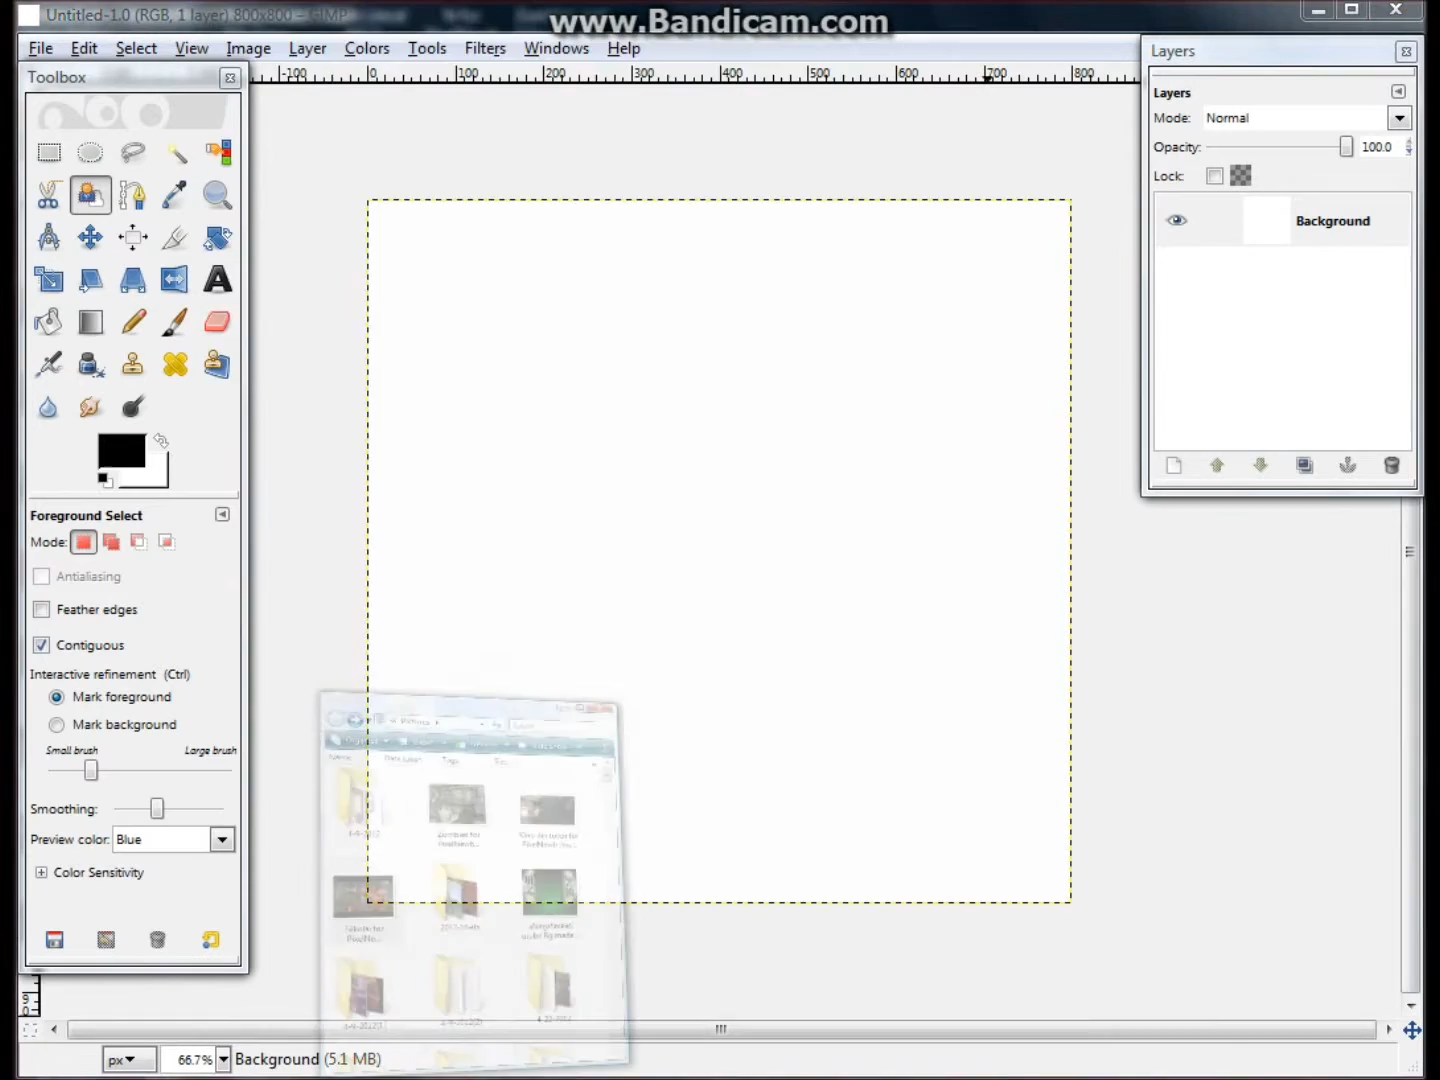 Untitled-1.0 (RGB, 1 layer) 800x800 – GIMP
www.Bandicam.com
File Edit Select View Image Layer Colors Tools Filters Windows Help
Layers
Toolbox
-100 0 100 200 300 400 500 600 700 800
Layers
Mode: Normal
Opacity: 100.0
Lock:
Background
Foreground Select
Mode:
Antialiasing
Feather edges
Contiguous
Interactive refinement (Ctrl)
Mark foreground
Mark background
Small brush Large brush
Smoothing:
Preview color: Blue
Color Sensitivity
px 66.7% Background (5.1 MB)